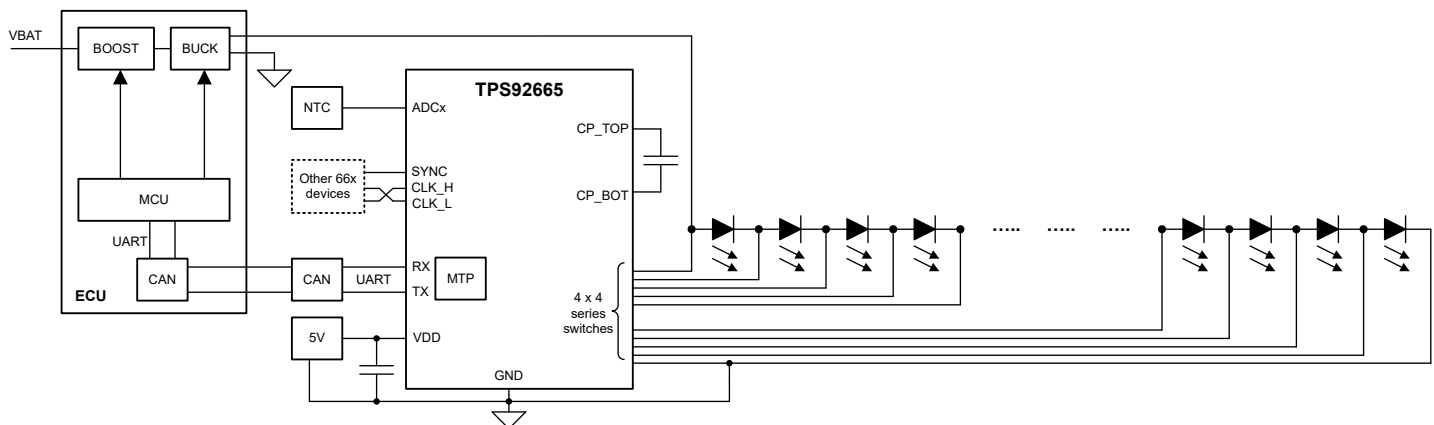 VBAT
BOOST
BUCK
MCU
UART
CAN
ECU
NTC
Other 66x
devices
CAN
UART
5V
TPS92665
ADCx
SYNC
CLK_H
CLK_L
RX
TX
MTP
VDD
GND
CP_TOP
CP_BOT
4 x 4
series
switches
..... ..... .....